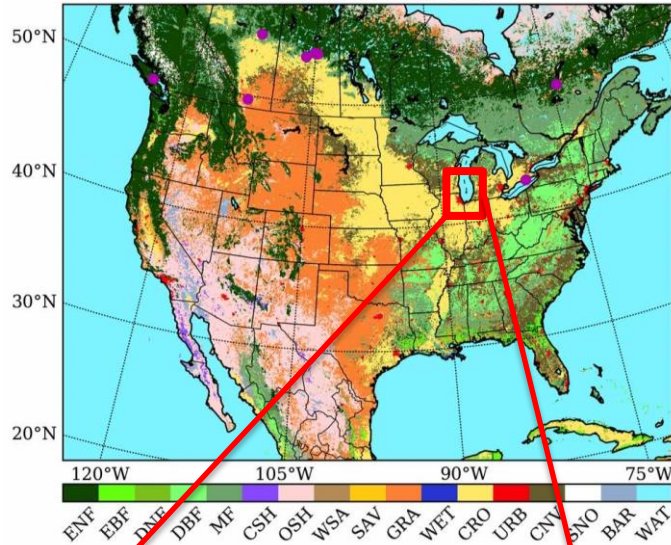 50°N
40°N
30°N
20°N
120°W 105°W 90°W 75°W
ENF EBF DNF DBF MF CSH OSH WSA SAV GRA WET CRO URB CNV SNO BAR WAT